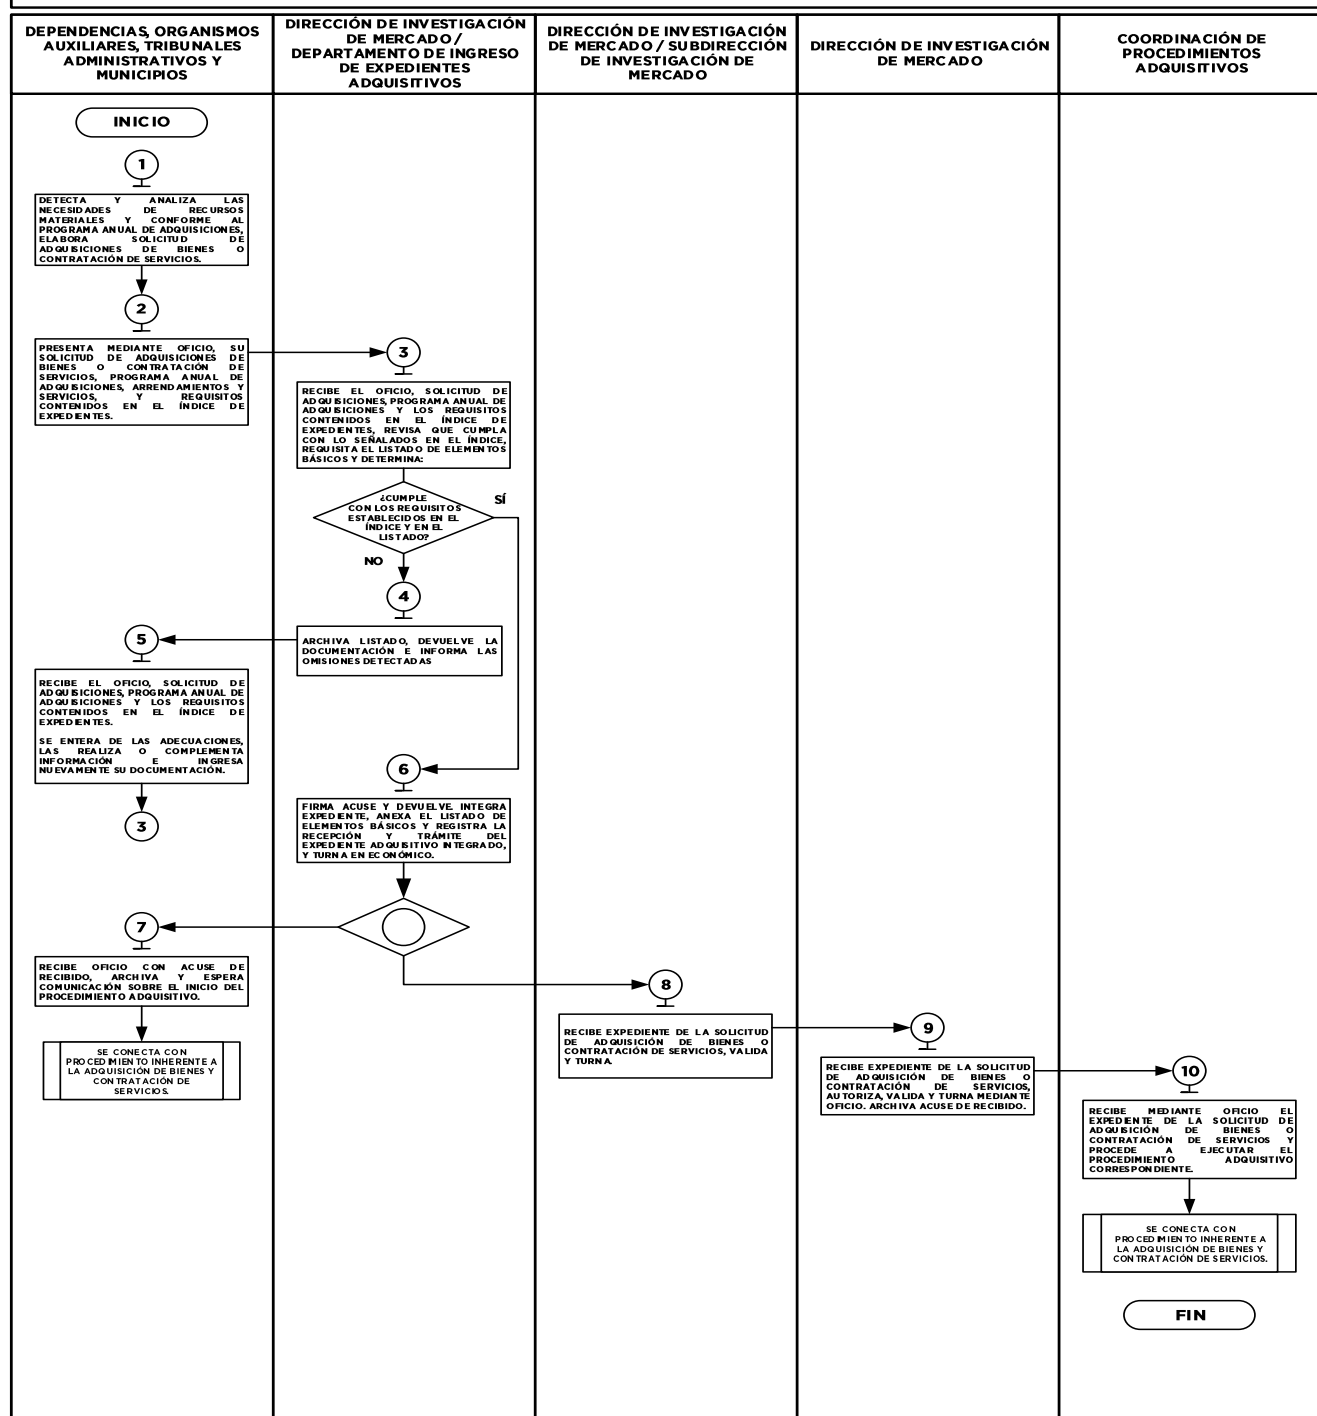 DEPENDENCIAS, ORGANISMOS
AUXILIARES, TRIBUNALES
ADMINISTRATIVOS Y
MUNICIPIOS
DIRECCIÓN DE INVESTIGACIÓN
DE MERCADO /
DEPARTAMENTO DE INGRESO
DE EXPEDIENTES
ADQUISITIVOS
DIRECCIÓN DE INVESTIGACIÓN
DE MERCADO / SUBDIRECCIÓN
DE INVESTIGACIÓN DE
MERCADO
DIRECCIÓN DE INVESTIGACIÓN
DE MERCADO
COORDINACIÓN DE
PROCEDIMIENTOS
ADQUISITIVOS
INICIO
1
DETECTA Y ANALIZA LAS
NECESIDADES DE RECURSOS
MATERIALES Y CONFORME AL
PROGRAMA ANUAL DE ADQUISICIONES,
ELABORA SOLICITUD DE
ADQUISICIONES DE BIENES O
CONTRATACIÓN DE SERVICIOS.
2
PRESENTA MEDIANTE OFICIO, SU
SOLICITUD DE ADQUISICIONES DE
BIENES O CONTRATACIÓN DE
SERVICIOS, PROGRAMA ANUAL DE
ADQUISICIONES, ARRENDAMIENTOS Y
SERVICIOS, Y REQUISITOS
CONTENIDOS EN EL ÍNDICE DE
EXPEDIENTES.
3
RECIBE EL OFICIO, SOLICITUD DE
ADQUISICIONES, PROGRAMA ANUAL DE
ADQUISICIONES Y LOS REQUISITOS
CONTENIDOS EN EL ÍNDICE DE
EXPEDIENTES, REVISA QUE CUMPLA
CON LO SEÑALADOS EN EL ÍNDICE,
REQUISITA EL LISTADO DE ELEMENTOS
BÁSICOS Y DETERMINA:
¿CUMPLE
CON LOS REQUISITOS
ESTABLECIDOS EN EL
ÍNDICE Y EN EL
LISTADO?
SÍ
NO
4
ARCHIVA LISTADO, DEVUELVE LA
DOCUMENTACIÓN E INFORMA LAS
OMISIONES DETECTADAS
5
RECIBE EL OFICIO, SOLICITUD DE
ADQUISICIONES, PROGRAMA ANUAL DE
ADQUISICIONES Y LOS REQUISITOS
CONTENIDOS EN EL ÍNDICE DE
EXPEDIENTES.
SE ENTERA DE LAS ADECUACIONES,
LAS REALIZA O COMPLEMENTA
INFORMACIÓN E INGRESA
NUEVAMENTE SU DOCUMENTACIÓN.
3
6
FIRMA ACUSE Y DEVUELVE. INTEGRA
EXPEDIENTE, ANEXA EL LISTADO DE
ELEMENTOS BÁSICOS Y REGISTRA LA
RECEPCIÓN Y TRÁMITE DEL
EXPEDIENTE ADQUISITIVO INTEGRADO,
Y TURNA EN ECONÓMICO.
7
RECIBE OFICIO CON ACUSE DE
RECIBIDO, ARCHIVA Y ESPERA
COMUNICACIÓN SOBRE EL INICIO DEL
PROCEDIMIENTO ADQUISITIVO.
SE CONECTA CON
PROCEDIMIENTO INHERENTE A
LA ADQUISICIÓN DE BIENES Y
CONTRATACIÓN DE
SERVICIOS.
8
RECIBE EXPEDIENTE DE LA SOLICITUD
DE ADQUISICIÓN DE BIENES O
CONTRATACIÓN DE SERVICIOS, VALIDA
Y TURNA.
9
RECIBE EXPEDIENTE DE LA SOLICITUD
DE ADQUISICIÓN DE BIENES O
CONTRATACIÓN DE SERVICIOS,
AUTORIZA, VALIDA Y TURNA MEDIANTE
OFICIO. ARCHIVA ACUSE DE RECIBIDO.
10
RECIBE MEDIANTE OFICIO EL
EXPEDIENTE DE LA SOLICITUD DE
ADQUISICIÓN DE BIENES O
CONTRATACIÓN DE SERVICIOS Y
PROCEDE A EJECUTAR EL
PROCEDIMIENTO ADQUISITIVO
CORRESPONDIENTE.
SE CONECTA CON
PROCEDIMIENTO INHERENTE A
LA ADQUISICIÓN DE BIENES Y
CONTRATACIÓN DE SERVICIOS.
FIN